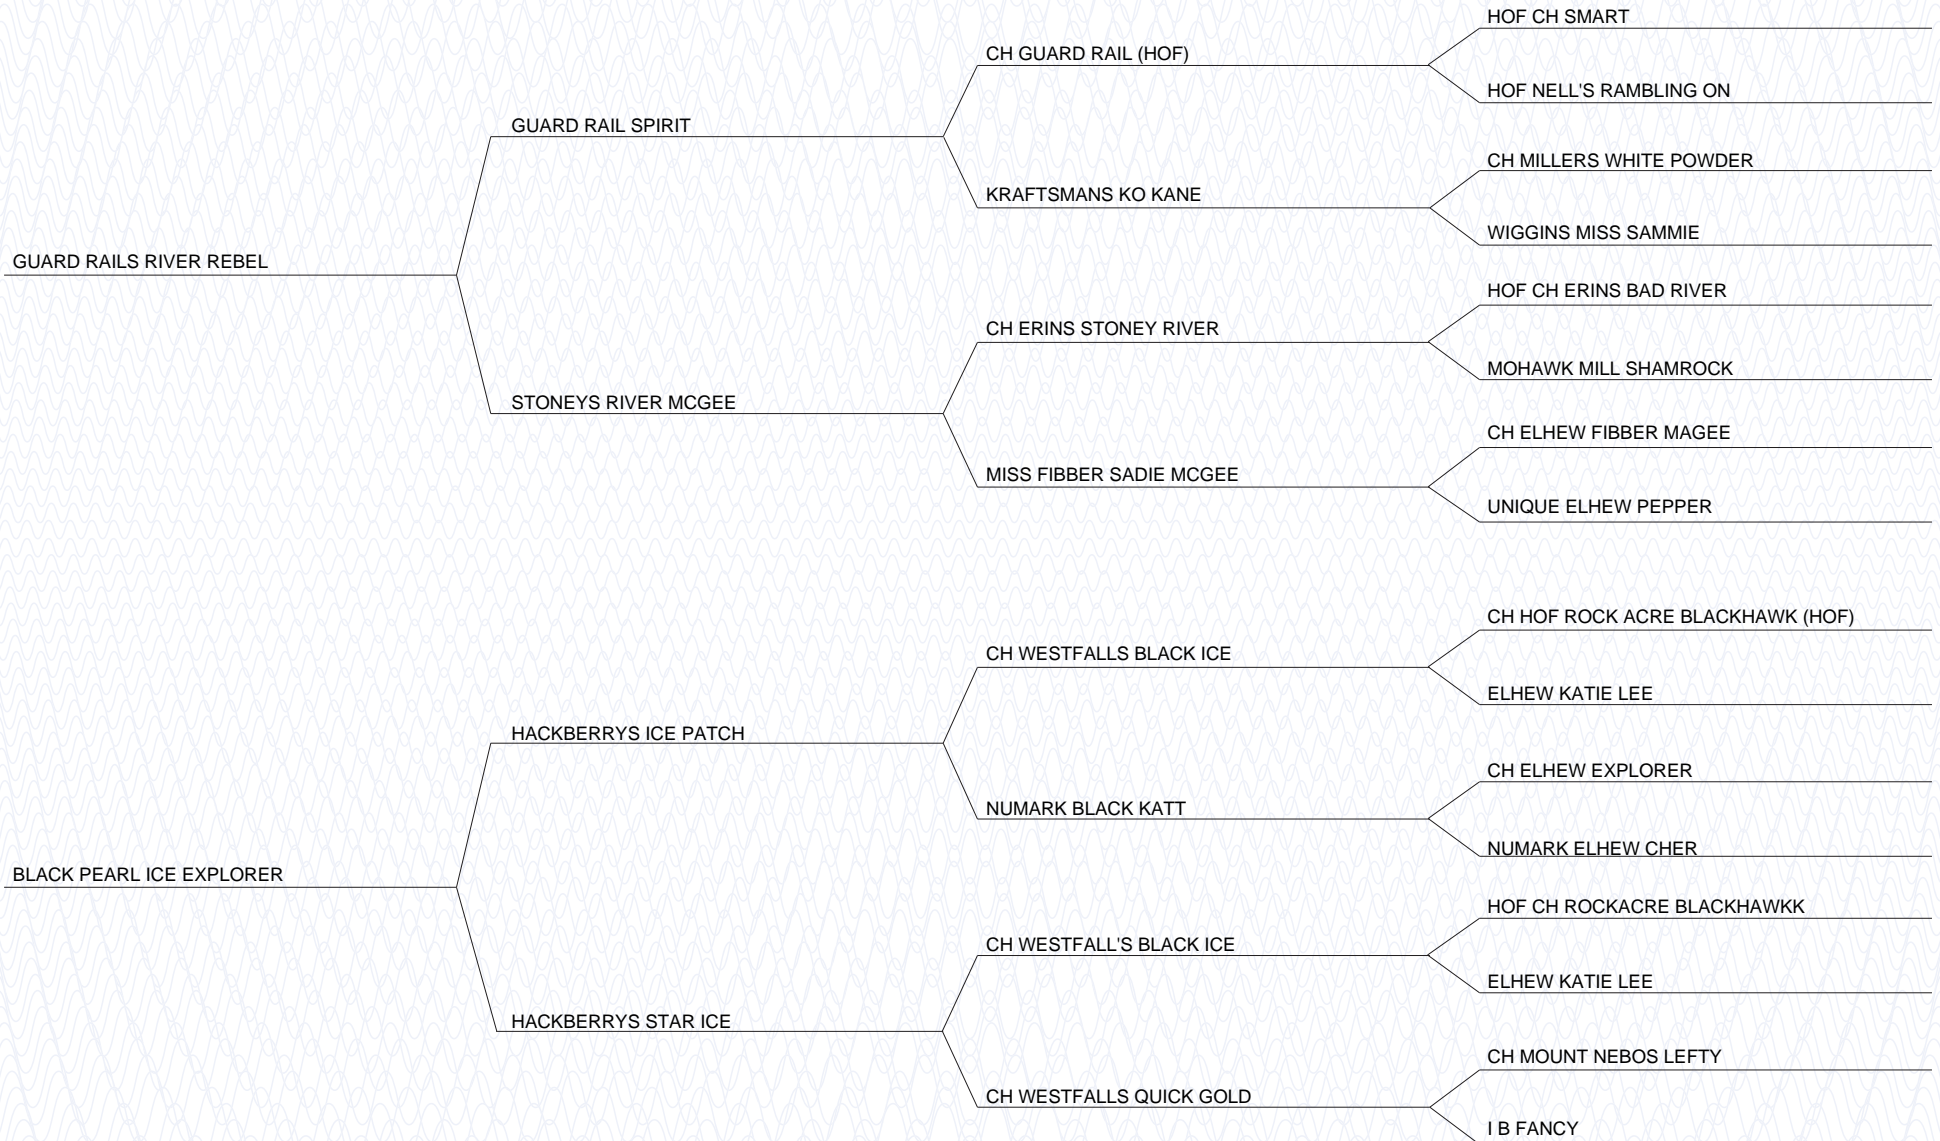 HOF CH SMART
CH GUARD RAIL (HOF)
HOF NELL'S RAMBLING ON
GUARD RAIL SPIRIT
CH MILLERS WHITE POWDER
KRAFTSMANS KO KANE
WIGGINS MISS SAMMIE
GUARD RAILS RIVER REBEL
HOF CH ERINS BAD RIVER
CH ERINS STONEY RIVER
MOHAWK MILL SHAMROCK
STONEYS RIVER MCGEE
CH ELHEW FIBBER MAGEE
MISS FIBBER SADIE MCGEE
UNIQUE ELHEW PEPPER
CH HOF ROCK ACRE BLACKHAWK (HOF)
CH WESTFALLS BLACK ICE
ELHEW KATIE LEE
HACKBERRYS ICE PATCH
CH ELHEW EXPLORER
NUMARK BLACK KATT
NUMARK ELHEW CHER
BLACK PEARL ICE EXPLORER
HOF CH ROCKACRE BLACKHAWKK
CH WESTFALL'S BLACK ICE
ELHEW KATIE LEE
HACKBERRYS STAR ICE
CH MOUNT NEBOS LEFTY
CH WESTFALLS QUICK GOLD
I B FANCY